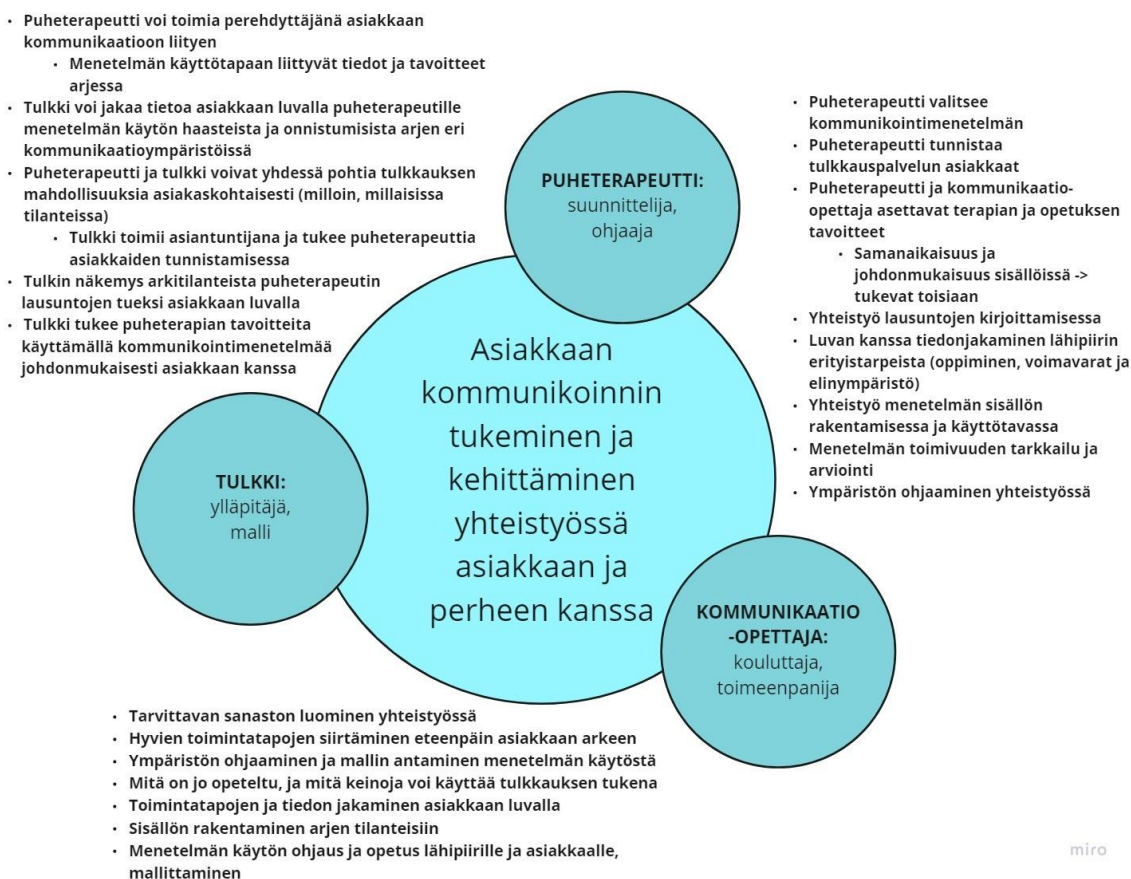 • Puheterapeutti voi toimia perehdyttäjänä asiakkaan
kommunikaatioon liityen
• Menetelmän käyttötapaan liittyvät tiedot ja tavoitteet
arjessa
• Tulkki voi jakaa tietoa asiakkaan luvalla puheterapeutille
menetelmän käytön haasteista ja onnistumisista arjen eri
kommunikaatioympäristöissä
• Puheterapeutti ja tulkki voivat yhdessä pohtia tulkkauksen
mahdollisuuksia asiakaskohtaisesti (milloin, millaisissa
tilanteissa)
• Tulkki toimii asiantuntijana ja tukee puheterapeuttia
asiakkaiden tunnistamisessa
• Tulkin näkemys arkitilanteista puheterapeutin
lausuntojen tueksi asiakkaan luvalla
• Tulkki tukee puheterapian tavoitteita
käyttämällä kommunikointimenetelmää
johdonmukaisesti asiakkaan kanssa
PUHETERAPEUTTI:
suunnittelija,
ohjaaja
• Puheterapeutti valitsee
kommunikointimenetelmän
• Puheterapeutti tunnistaa
tulkkauspalvelun asiakkaat
• Puheterapeutti ja kommunikaatio-
opettaja asettavat terapian ja opetuksen
tavoitteet
• Samanaikaisuus ja
johdonmukaisuus sisällöissä ->
tukevat toisiaan
• Yhteistyö lausuntojen kirjoittamisessa
• Luvan kanssa tiedonjakaminen lähipiirin
erityistarpeista (oppiminen, voimavarat ja
elinympäristö)
• Yhteistyö menetelmän sisällön
rakentamisessa ja käyttötavassa
• Menetelmän toimivuuden tarkkailu ja
arviointi
• Ympäristön ohjaaminen yhteistyössä
Asiakkaan
kommunikoinnin
tukeminen ja
kehittäminen
yhteistyössä
asiakkaan ja
perheen kanssa
TULKKI:
ylläpitäjä,
malli
KOMMUNIKAATIO
-OPETTAJA:
kouluttaja,
toimeenpanija
• Tarvittavan sanaston luominen yhteistyössä
• Hyvien toimintatapojen siirtäminen eteenpäin asiakkaan arkeen
• Ympäristön ohjaaminen ja mallin antaminen menetelmän käytöstä
• Mitä on jo opeteltu, ja mitä keinoja voi käyttää tulkkauksen tukena
• Toimintatapojen ja tiedon jakaminen asiakkaan luvalla
• Sisällön rakentaminen arjen tilanteisiin
• Menetelmän käytön ohjaus ja opetus lähipiirille ja asiakkaalle,
mallittaminen
miro